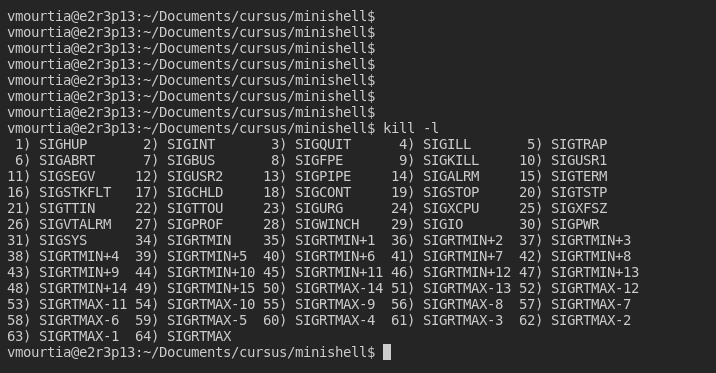 vmourtia@e2r3p13:~/Documents/cursus/minishell$
vmourtia@e2r3p13:~/Documents/cursus/minishell$
vmourtia@e2r3p13:~/Documents/cursus/minishell$
vmourtia@e2r3p13:~/Documents/cursus/minishell$
vmourtia@e2r3p13:~/Documents/cursus/minishell$
vmourtia@e2r3p13:~/Documents/cursus/minishell$
vmourtia@e2r3p13:~/Documents/cursus/minishell$
vmourtia@e2r3p13:~/Documents/cursus/minishell$ kill -l
 1) SIGHUP       2) SIGINT       3) SIGQUIT      4) SIGILL       5) SIGTRAP
 6) SIGABRT      7) SIGBUS       8) SIGFPE       9) SIGKILL     10) SIGUSR1
11) SIGSEGV     12) SIGUSR2     13) SIGPIPE     14) SIGALRM     15) SIGTERM
16) SIGSTKFLT   17) SIGCHLD     18) SIGCONT     19) SIGSTOP     20) SIGTSTP
21) SIGTTIN     22) SIGTTOU     23) SIGURG      24) SIGXCPU     25) SIGXFSZ
26) SIGVTALRM   27) SIGPROF     28) SIGWINCH    29) SIGIO       30) SIGPWR
31) SIGSYS      34) SIGRTMIN    35) SIGRTMIN+1  36) SIGRTMIN+2  37) SIGRTMIN+3
38) SIGRTMIN+4  39) SIGRTMIN+5  40) SIGRTMIN+6  41) SIGRTMIN+7  42) SIGRTMIN+8
43) SIGRTMIN+9  44) SIGRTMIN+10 45) SIGRTMIN+11 46) SIGRTMIN+12 47) SIGRTMIN+13
48) SIGRTMIN+14 49) SIGRTMIN+15 50) SIGRTMAX-14 51) SIGRTMAX-13 52) SIGRTMAX-12
53) SIGRTMAX-11 54) SIGRTMAX-10 55) SIGRTMAX-9  56) SIGRTMAX-8  57) SIGRTMAX-7
58) SIGRTMAX-6  59) SIGRTMAX-5  60) SIGRTMAX-4  61) SIGRTMAX-3  62) SIGRTMAX-2
63) SIGRTMAX-1  64) SIGRTMAX
vmourtia@e2r3p13:~/Documents/cursus/minishell$